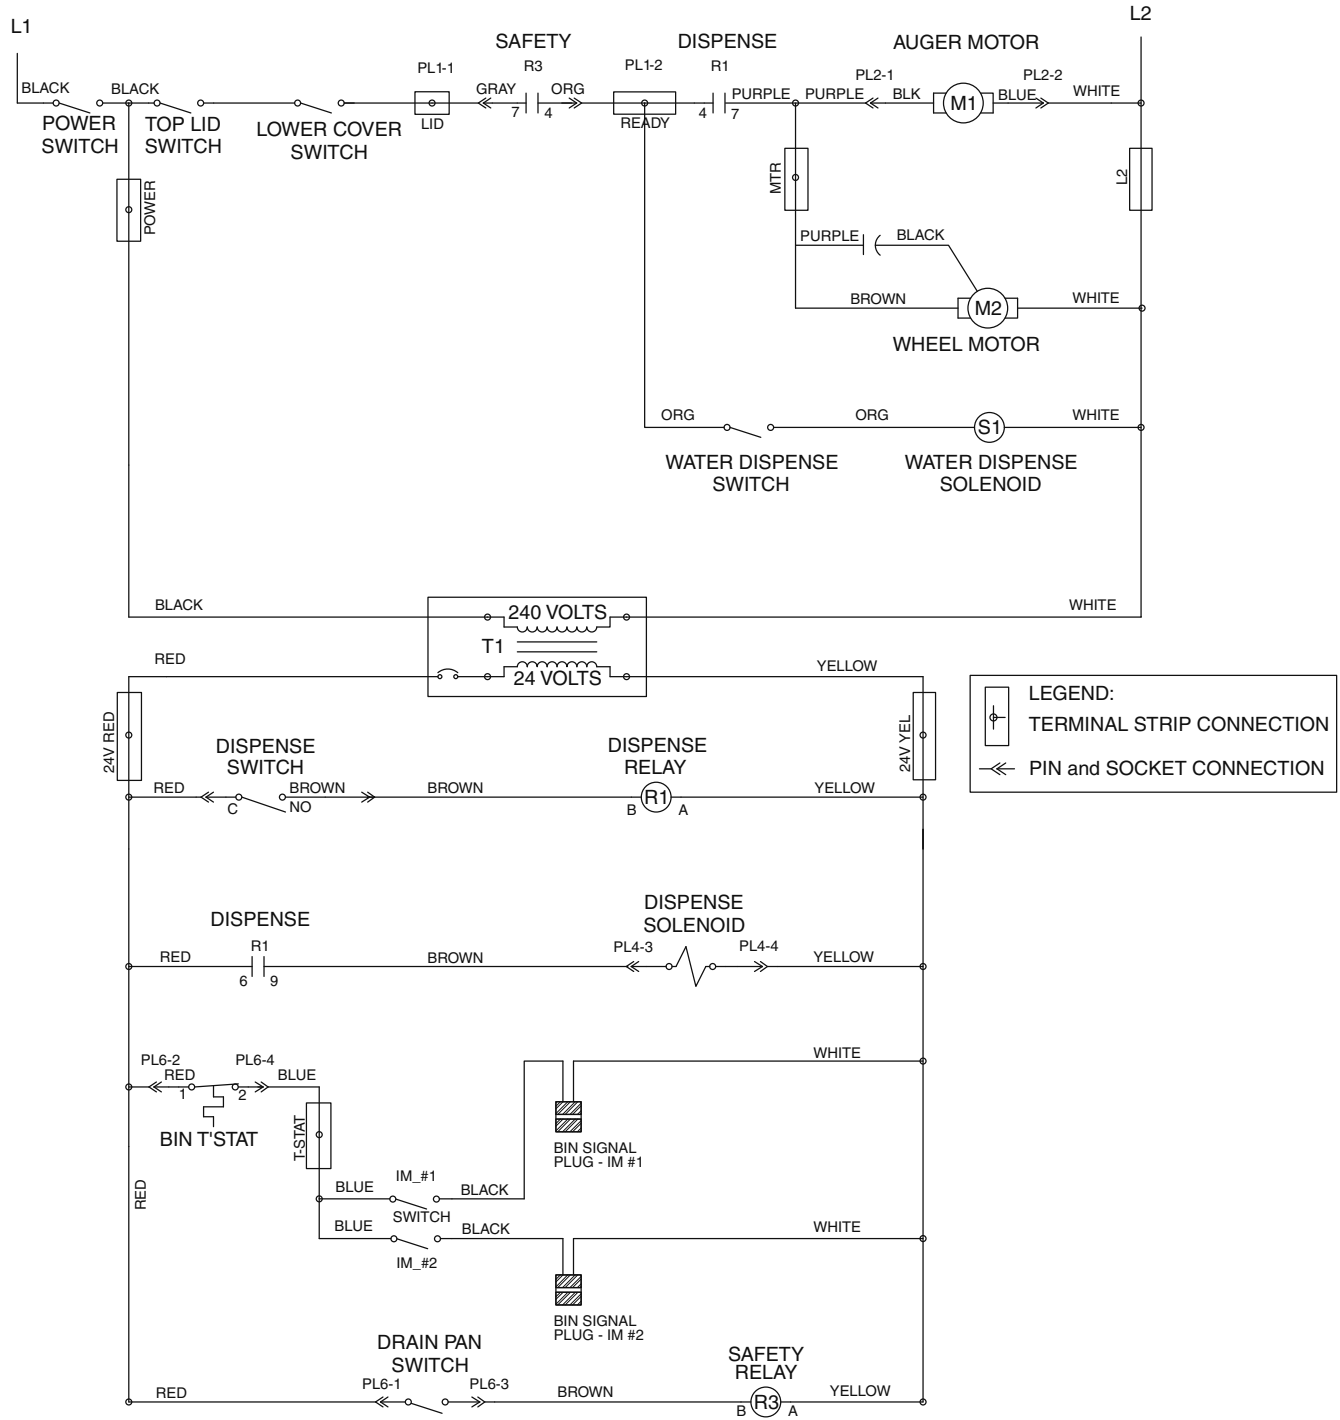 L1
L2
SAFETY
DISPENSE
AUGER MOTOR
PL1-1
R3
PL1-2
R1
PL2-1
PL2-2
BLACK
BLACK
GRAY
ORG
PURPLE
PURPLE
BLK
M1
BLUE
WHITE
7
4
4
7
LID
READY
POWER
SWITCH
TOP LID
SWITCH
LOWER COVER
SWITCH
POWER
MTR
L2
PURPLE
BLACK
BROWN
M2
WHITE
WHEEL MOTOR
ORG
ORG
S1
WHITE
WATER DISPENSE
SWITCH
WATER DISPENSE
SOLENOID
BLACK
240 VOLTS
WHITE
T1
RED
24 VOLTS
YELLOW
24V RED
24V YEL
LEGEND:
TERMINAL STRIP CONNECTION
PIN and SOCKET CONNECTION
DISPENSE
SWITCH
DISPENSE
RELAY
RED
BROWN
BROWN
R1
YELLOW
C
NO
B
A
DISPENSE
DISPENSE
SOLENOID
R1
PL4-3
PL4-4
RED
BROWN
YELLOW
6
9
WHITE
PL6-2
PL6-4
RED
BLUE
1
2
BIN T'STAT
T-STAT
BIN SIGNAL
PLUG - IM #1
RED
IM_#1
BLUE
BLACK
SWITCH
BLUE
BLACK
WHITE
IM_#2
BIN SIGNAL
PLUG - IM #2
DRAIN PAN
SWITCH
SAFETY
RELAY
PL6-1
PL6-3
RED
BROWN
R3
YELLOW
B
A